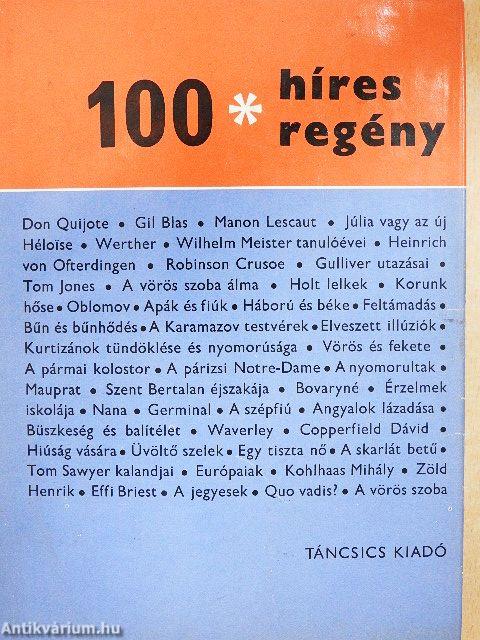 100 * híres
regény
Don Quijote • Gil Blas • Manon Lescaut • Júlia vagy az új
Héloïse • Werther • Wilhelm Meister tanulóévei • Heinrich
von Ofterdingen • Robinson Crusoe • Gulliver utazásai •
Tom Jones • A vörös szoba álma • Holt lelkek • Korunk
hőse • Oblomov • Apák és fiúk • Háború és béke • Feltámadás •
Bűn és bűnhődés • A Karamazov testvérek • Elveszett illúziók •
Kurtizánok tündöklése és nyomorúsága • Vörös és fekete •
A pármai kolostor • A párizsi Notre-Dame • A nyomorultak •
Mauprat • Szent Bertalan éjszakája • Bovaryné • Érzelmek
iskolája • Nana • Germinal • A szépfiú • Angyalok lázadása •
Büszkeség és balítélet • Waverley • Copperfield Dávid •
Hiúság vására • Üvöltő szelek • Egy tiszta nő • A skarlát betű •
Tom Sawyer kalandjai • Európaiak • Kohlhaas Mihály • Zöld
Henrik • Effi Briest • A jegyesek • Quo vadis? • A vörös szoba
TÁNCSICS KIADÓ
Antikvárium.hu